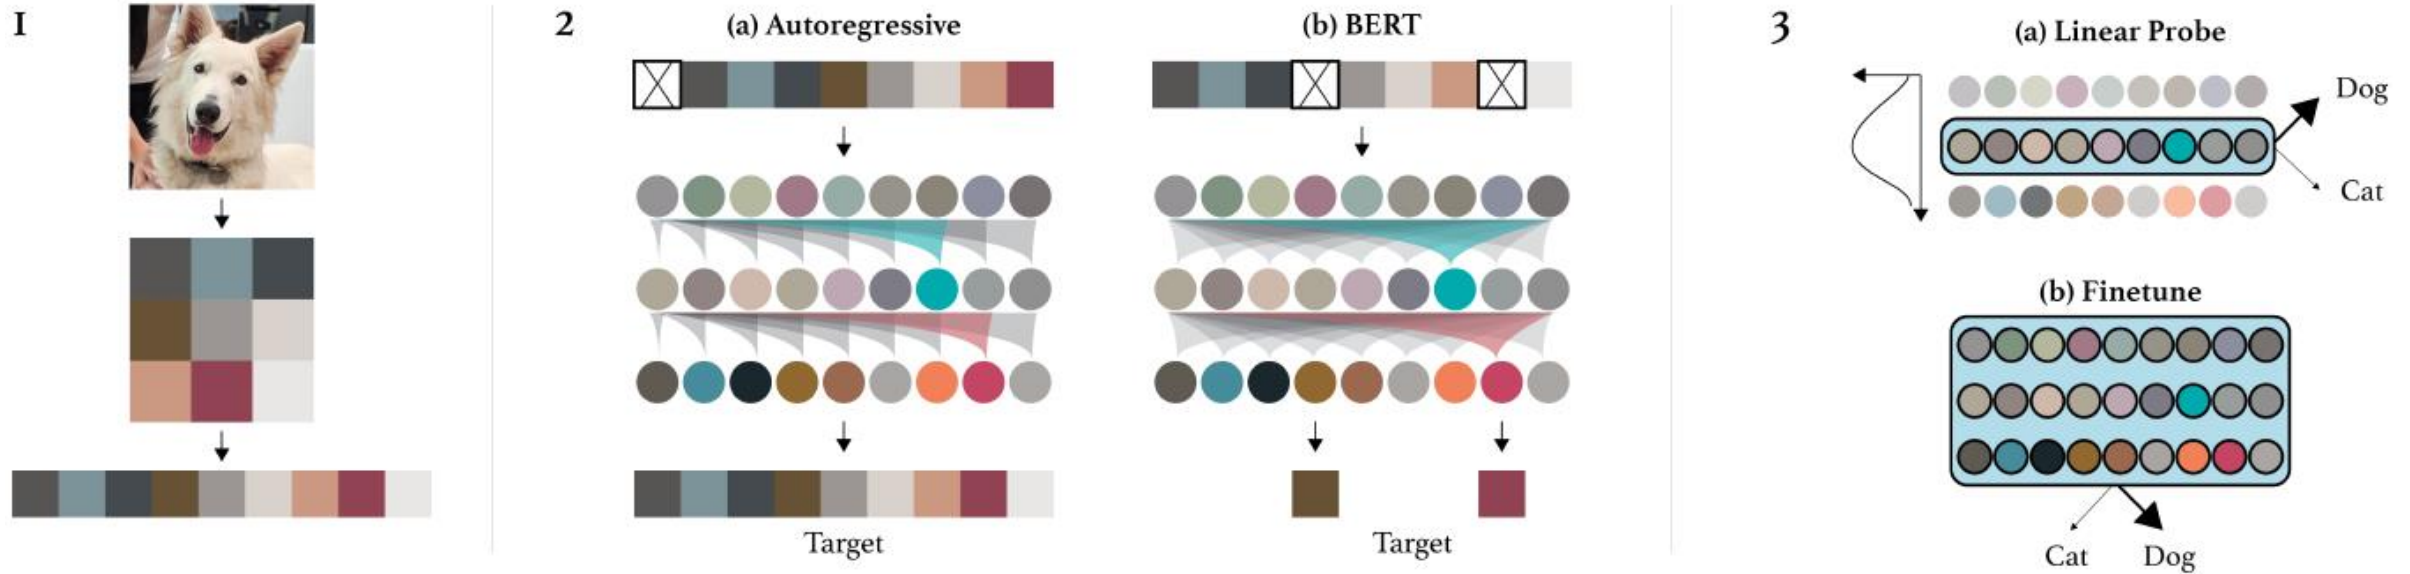 1
2
(a) Autoregressive
(b) BERT
Target
Target
3
(a) Linear Probe
Dog
Cat
(b) Finetune
Cat
Dog